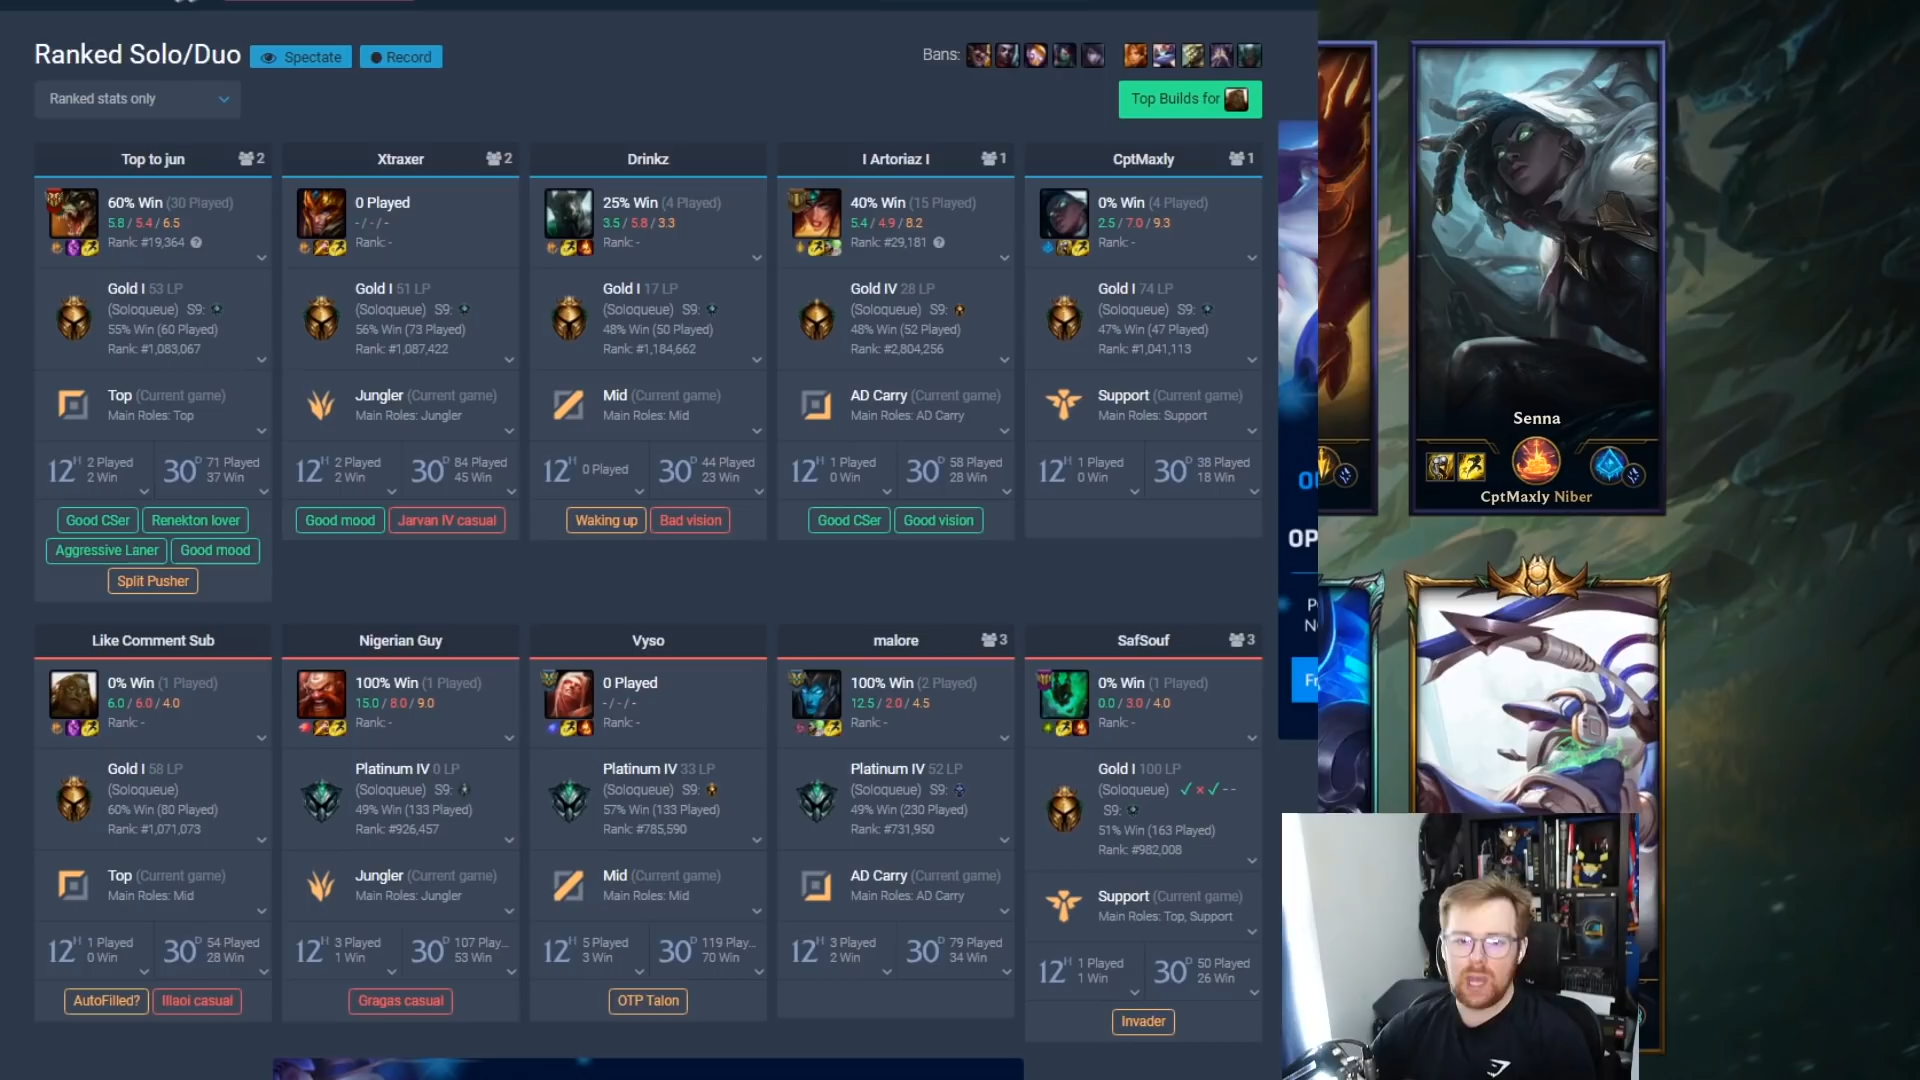 Ranked Solo/Duo
Spectate
Record
Bans:
Ranked stats only
Top Builds for
Top to jun
2
60% Win (30 Played)
5.8 / 5.4 / 6.5
Rank: #19,364
Gold I 53 LP
(Soloqueue) S9:
55% Win (60 Played)
Rank: #1,083,067
Top (Current game)
Main Roles: Top
12H 2 Played
2 Win
30D 71 Played
37 Win
Good CSer
Renekton lover
Aggressive Laner
Good mood
Split Pusher
Xtraxer
2
0 Played
- / - / -
Rank: -
Gold I 51 LP
(Soloqueue) S9:
56% Win (73 Played)
Rank: #1,087,422
Jungler (Current game)
Main Roles: Jungler
12H 2 Played
2 Win
30D 84 Played
45 Win
Good mood
Jarvan IV casual
Drinkz
25% Win (4 Played)
3.5 / 5.8 / 3.3
Rank: -
Gold I 17 LP
(Soloqueue) S9:
48% Win (50 Played)
Rank: #1,184,662
Mid (Current game)
Main Roles: Mid
12H 0 Played
30D 44 Played
23 Win
Waking up
Bad vision
I Artoriaz I
1
40% Win (15 Played)
5.4 / 4.9 / 8.2
Rank: #29,181
Gold IV 28 LP
(Soloqueue) S9:
48% Win (52 Played)
Rank: #2,804,256
AD Carry (Current game)
Main Roles: AD Carry
12H 1 Played
0 Win
30D 58 Played
28 Win
Good CSer
Good vision
CptMaxly
1
0% Win (4 Played)
2.5 / 7.0 / 9.3
Rank: -
Gold I 74 LP
(Soloqueue) S9:
47% Win (47 Played)
Rank: #1,041,113
Support (Current game)
Main Roles: Support
12H 1 Played
0 Win
30D 38 Played
18 Win
Like Comment Sub
0% Win (1 Played)
6.0 / 6.0 / 4.0
Rank: -
Gold I 58 LP
(Soloqueue)
60% Win (80 Played)
Rank: #1,071,073
Top (Current game)
Main Roles: Mid
12H 1 Played
0 Win
30D 54 Played
28 Win
AutoFilled?
Illaoi casual
Nigerian Guy
100% Win (1 Played)
15.0 / 8.0 / 9.0
Rank: -
Platinum IV 0 LP
(Soloqueue) S9:
49% Win (133 Played)
Rank: #926,457
Jungler (Current game)
Main Roles: Jungler
12H 3 Played
1 Win
30D 107 Play...
53 Win
Gragas casual
Vyso
0 Played
- / - / -
Rank: -
Platinum IV 33 LP
(Soloqueue) S9:
57% Win (133 Played)
Rank: #785,590
Mid (Current game)
Main Roles: Mid
12H 5 Played
3 Win
30D 119 Play...
70 Win
OTP Talon
malore
3
100% Win (2 Played)
12.5 / 2.0 / 4.5
Rank: -
Platinum IV 52 LP
(Soloqueue) S9:
49% Win (230 Played)
Rank: #731,950
AD Carry (Current game)
Main Roles: AD Carry
12H 3 Played
2 Win
30D 79 Played
34 Win
SafSouf
3
0% Win (1 Played)
0.0 / 3.0 / 4.0
Rank: -
Gold I 100 LP
(Soloqueue) ✓ × ✓ - -
S9:
51% Win (163 Played)
Rank: #982,008
Support (Current game)
Main Roles: Top, Support
12H 1 Played
1 Win
30D 50 Played
26 Win
Invader
OP
Senna
CptMaxly Niber